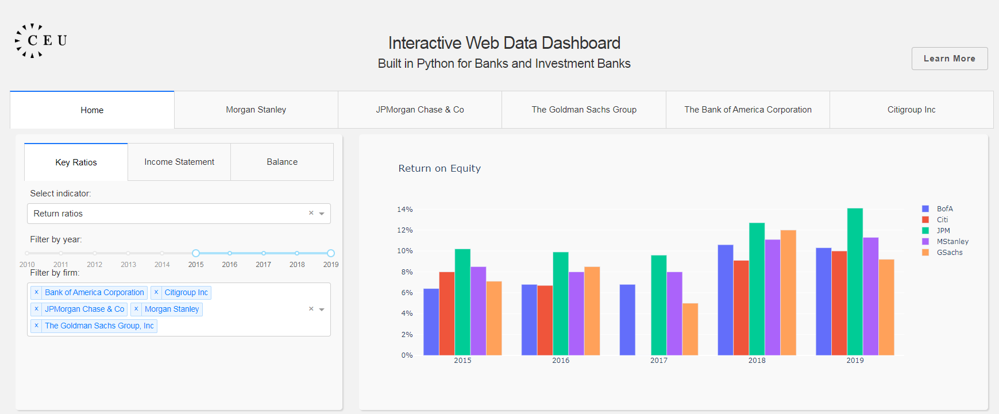 CEU
Interactive Web Data Dashboard
Built in Python for Banks and Investment Banks
Learn More
Home
Morgan Stanley
JPMorgan Chase & Co
The Goldman Sachs Group
The Bank of America Corporation
Citigroup Inc
Key Ratios
Income Statement
Balance
Select indicator:
Return ratios
×
Filter by year:
2010 2011 2012 2013 2014 2015 2016 2017 2018 2019
Filter by firm:
× Bank of America Corporation × Citigroup Inc
× JPMorgan Chase & Co × Morgan Stanley ×
× The Goldman Sachs Group, Inc
Return on Equity
14%
12%
10%
8%
6%
4%
2%
0%
2015 2016 2017 2018 2019
BofA
Citi
JPM
MStanley
GSachs